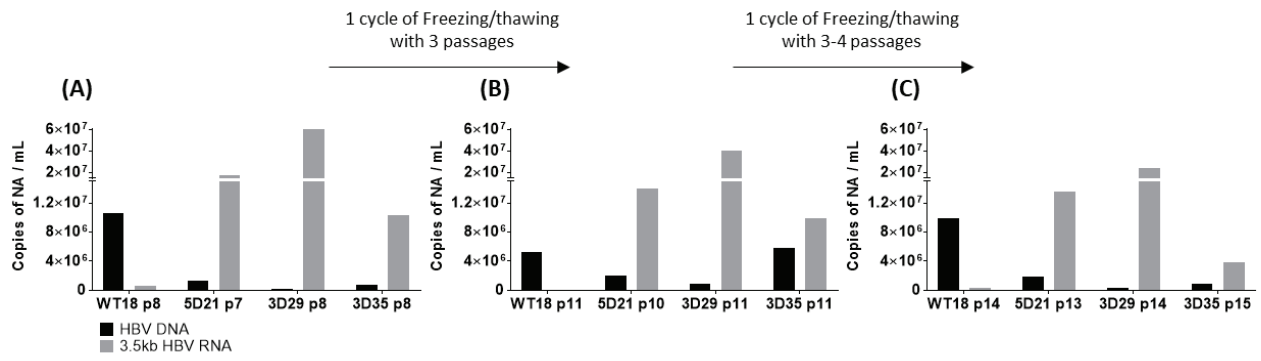 1 cycle of Freezing/thawing
with 3 passages
1 cycle of Freezing/thawing
with 3-4 passages
(A)
Copies of NA / mL
6×10⁷
4×10⁷
2×10⁷
1.2×10⁷
8×10⁶
4×10⁶
0
WT18 p8 5D21 p7 3D29 p8 3D35 p8
HBV DNA
3.5kb HBV RNA
(B)
Copies of NA / mL
6×10⁷
4×10⁷
2×10⁷
1.2×10⁷
8×10⁶
4×10⁶
0
WT18 p11 5D21 p10 3D29 p11 3D35 p11
(C)
Copies of NA / mL
6×10⁷
4×10⁷
2×10⁷
1.2×10⁷
8×10⁶
4×10⁶
0
WT18 p14 5D21 p13 3D29 p14 3D35 p15